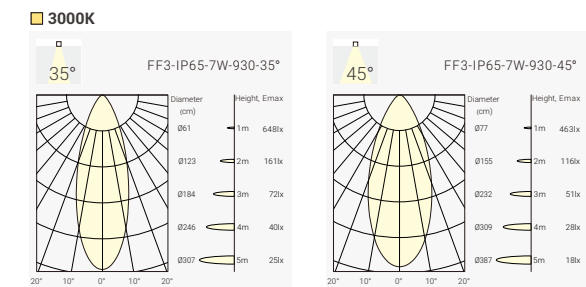 3000K
35°
FF3-IP65-7W-930-35°
Diameter
(cm)
Height, Emax
Ø61 1m 648lx
Ø123 2m 161lx
Ø184 3m 72lx
Ø246 4m 40lx
Ø307 5m 25lx
20° 10° 0° 10° 20°
45°
FF3-IP65-7W-930-45°
Diameter
(cm)
Height, Emax
Ø77 1m 463lx
Ø155 2m 116lx
Ø232 3m 51lx
Ø309 4m 28lx
Ø387 5m 18lx
20° 10° 0° 10° 20°